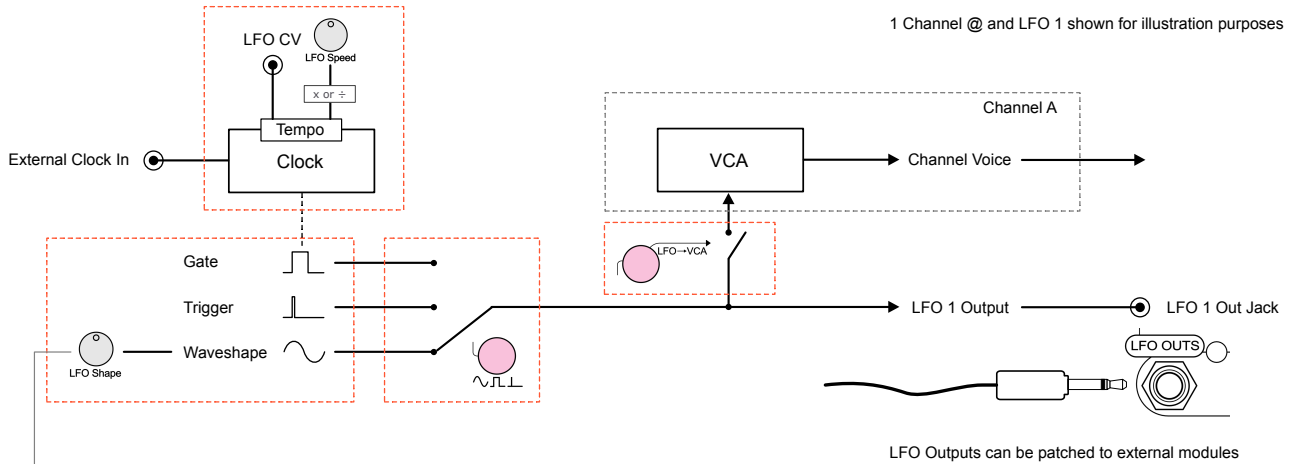 1 Channel @ and LFO 1 shown for illustration purposes
LFO CV
LFO Speed
x or ÷
Tempo
Clock
External Clock In
Channel A
VCA
Channel Voice
LFO→VCA
Gate
Trigger
Waveshape
LFO Shape
LFO 1 Output
LFO 1 Out Jack
LFO OUTS
LFO Outputs can be patched to external modules